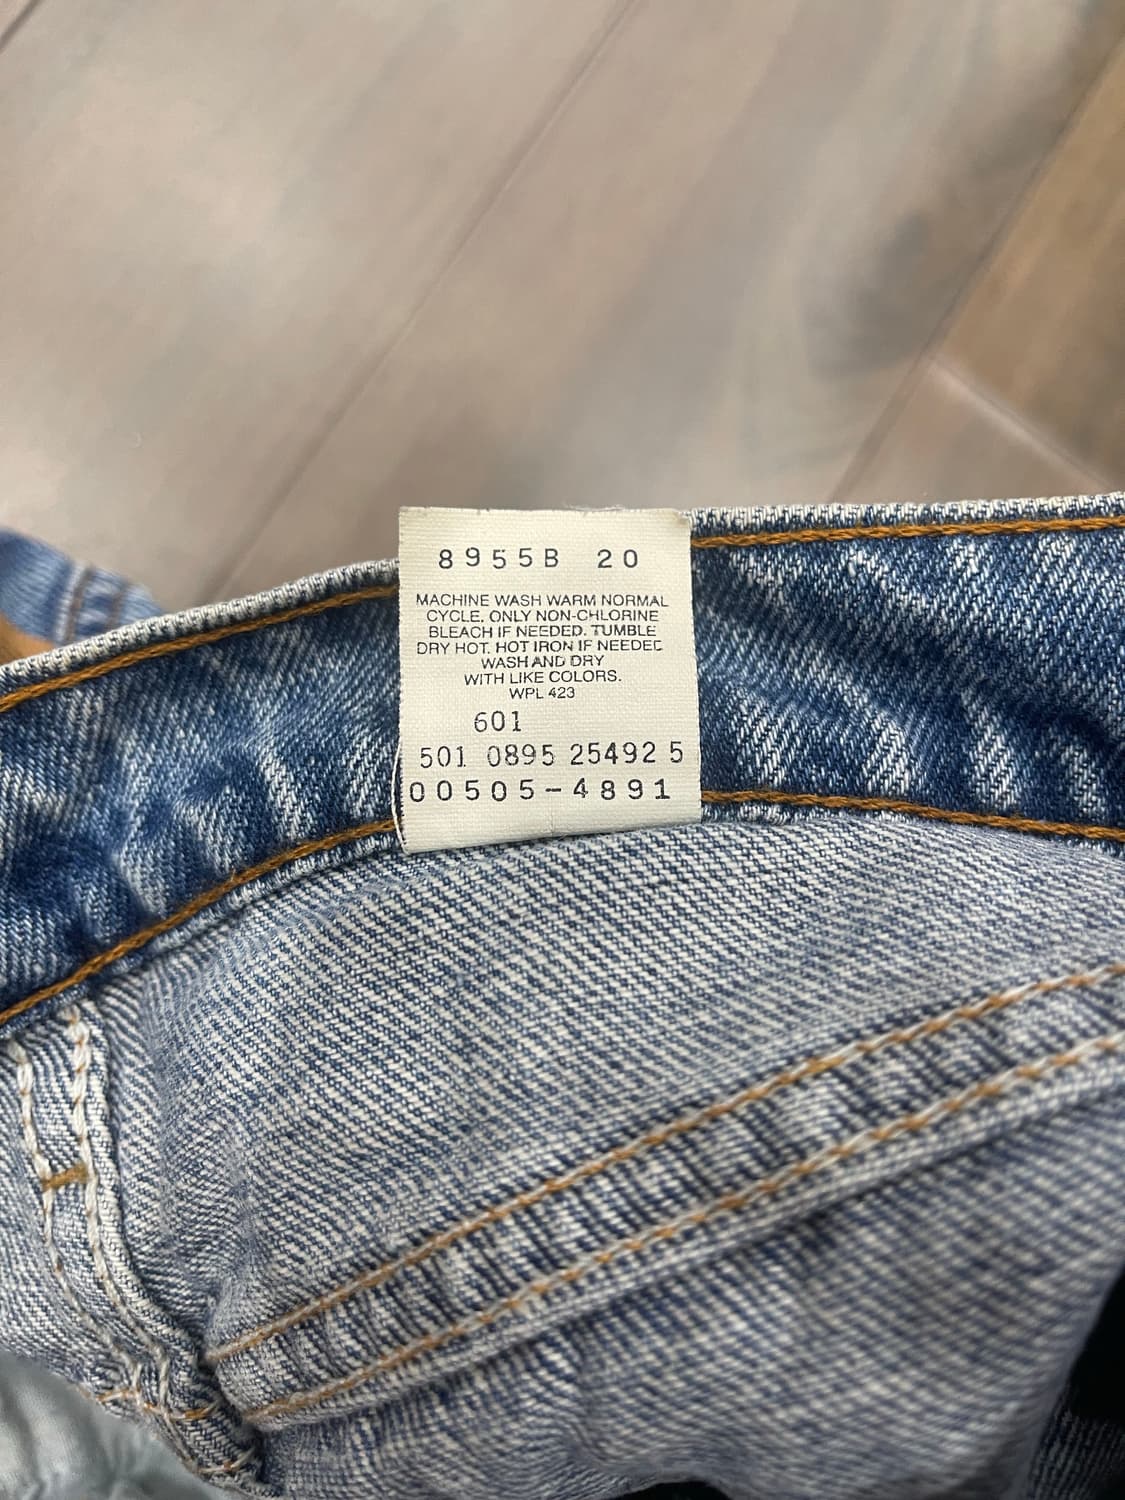 8955B 20
MACHINE WASH WARM NORMAL
CYCLE. ONLY NON-CHLORINE
BLEACH IF NEEDED. TUMBLE
DRY HOT. HOT IRON IF NEEDED
WASH AND DRY
WITH LIKE COLORS.
WPL 423
601
501 0895 25492 5
00505-4891